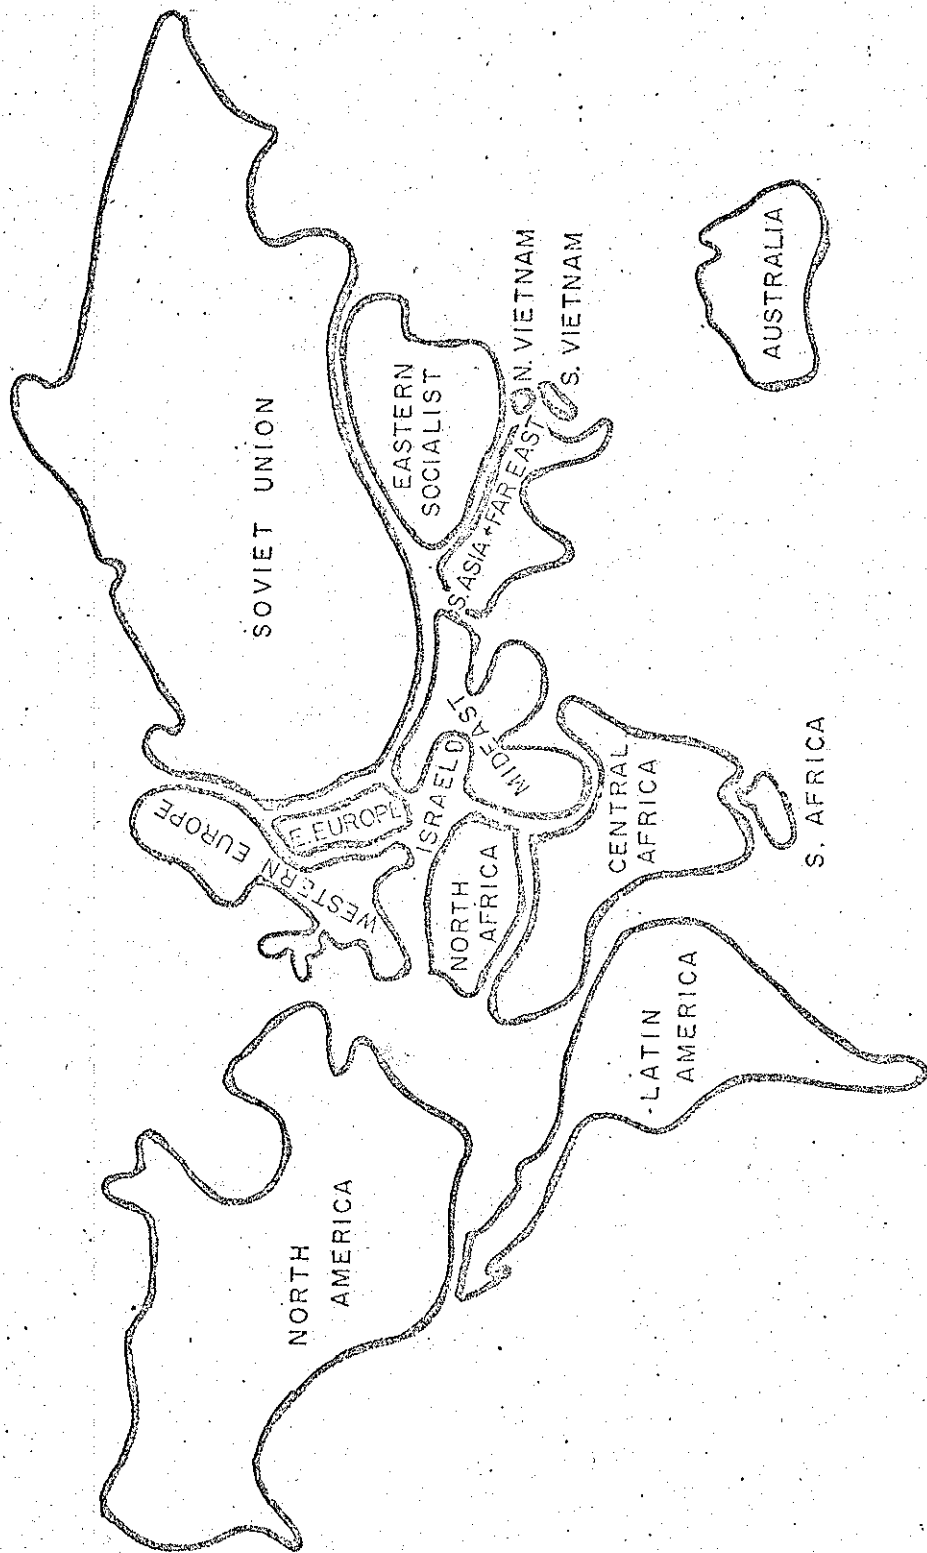 NORTH
AMERICA
LATIN
AMERICA
WESTERN EUROPE
E. EUROPE
SOVIET UNION
NORTH
AFRICA
ISRAEL
MIDEAST
CENTRAL
AFRICA
S. AFRICA
EASTERN
SOCIALIST
S. ASIA + FAR EAST
N. VIETNAM
S. VIETNAM
AUSTRALIA